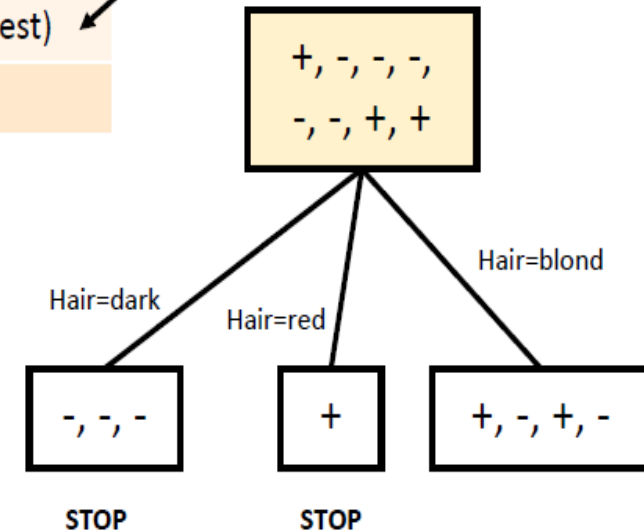 est)
+, -, -, -,
-, -, +, +
Hair=blond
Hair=dark
Hair=red
-, -, -
+
+, -, +, -
STOP
STOP